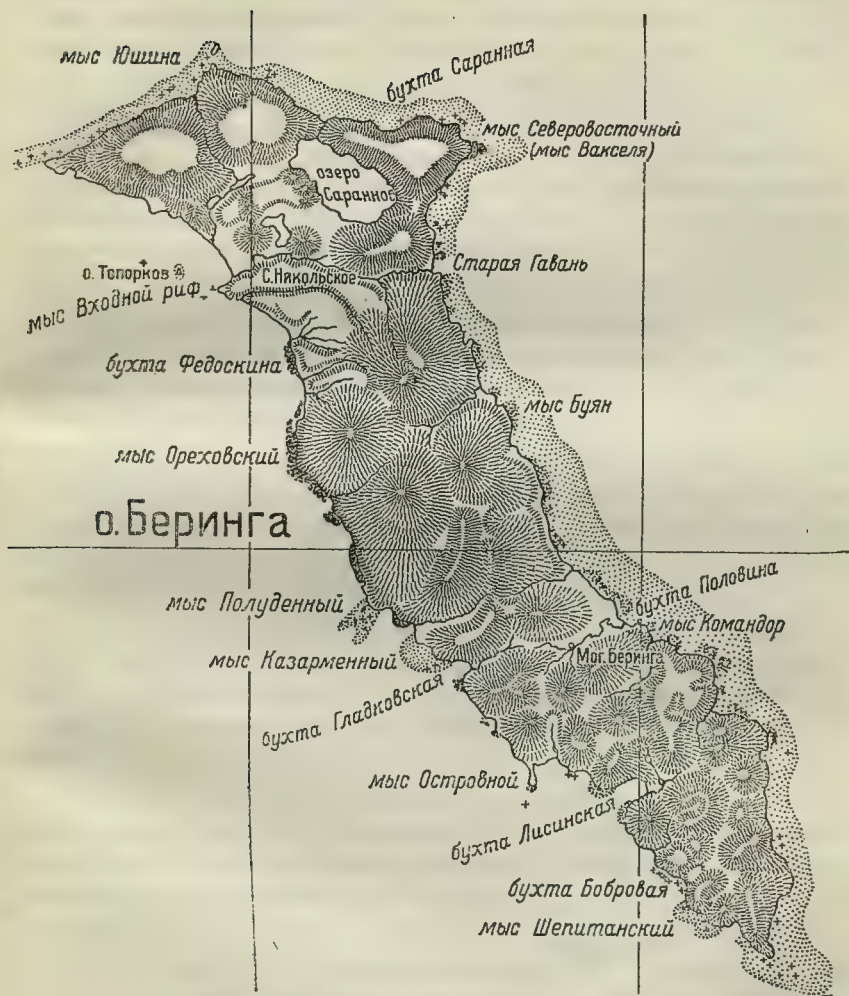 мыс Юшина
бухта Саранная
мыс Северовосточный
(мыс Вакселя)
озеро
Саранное
Старая Гавань
о. Топорков
С. Никольское
мыс Входной риф
бухта Федоскина
мыс Буян
мыс Ореховский
о. Беринга
бухта Половина
мыс Полуденный
мыс Командор
мыс Казарменный
Мог. Беринга
бухта Гладковская
мыс Островной
бухта Лисинская
бухта Бобровая
мыс Шепитанский